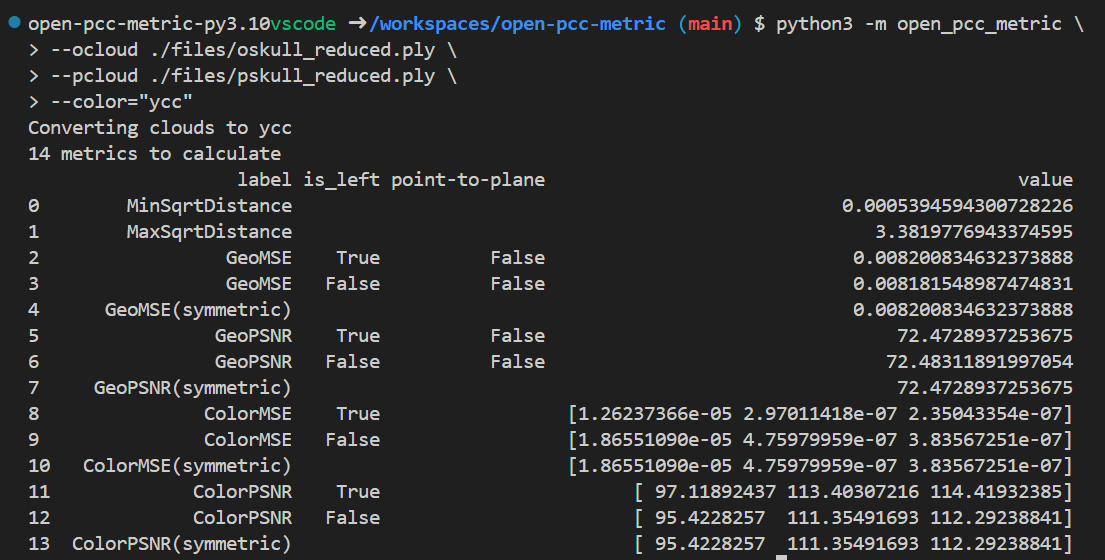 open-pcc-metric-py3.10vscode ➜/workspaces/open-pcc-metric (main) $ python3 -m open_pcc_metric \
> --ocloud ./files/oskull_reduced.ply \
> --pcloud ./files/pskull_reduced.ply \
> --color="ycc"
Converting clouds to ycc
14 metrics to calculate
label is_left point-to-plane value
0 MinSqrtDistance 0.0005394594300728226
1 MaxSqrtDistance 3.3819776943374595
2 GeoMSE True False 0.008200834632373888
3 GeoMSE False False 0.008181548987474831
4 GeoMSE(symmetric) 0.008200834632373888
5 GeoPSNR True False 72.4728937253675
6 GeoPSNR False False 72.48311891997054
7 GeoPSNR(symmetric) 72.4728937253675
8 ColorMSE True [1.26237366e-05 2.97011418e-07 2.35043354e-07]
9 ColorMSE False [1.86551090e-05 4.75979959e-07 3.83567251e-07]
10 ColorMSE(symmetric) [1.86551090e-05 4.75979959e-07 3.83567251e-07]
11 ColorPSNR True [ 97.11892437 113.40307216 114.41932385]
12 ColorPSNR False [ 95.4228257  111.35491693 112.29238841]
13 ColorPSNR(symmetric) [ 95.4228257  111.35491693 112.29238841]